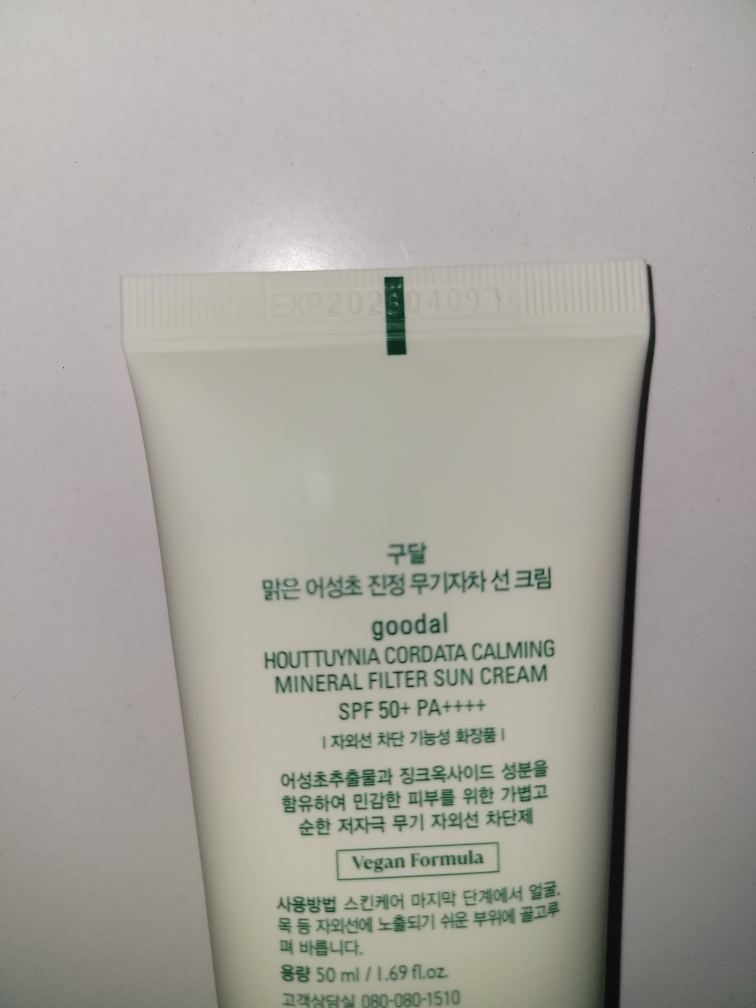 구달
맑은 어성초 진정 무기자차 선 크림
goodal
HOUTTUYNIA CORDATA CALMING
MINERAL FILTER SUN CREAM
SPF 50+ PA++++
| 자외선 차단 기능성 화장품 |
어성초추출물과 징크옥사이드 성분을
함유하여 민감한 피부를 위한 가볍고
순한 저자극 무기 자외선 차단제
Vegan Formula
사용방법 스킨케어 마지막 단계에서 얼굴,
목 등 자외선에 노출되기 쉬운 부위에 골고루
펴 바릅니다.
용량 50 ml / 1.69 fl.oz.
고객상담실 080-080-1510